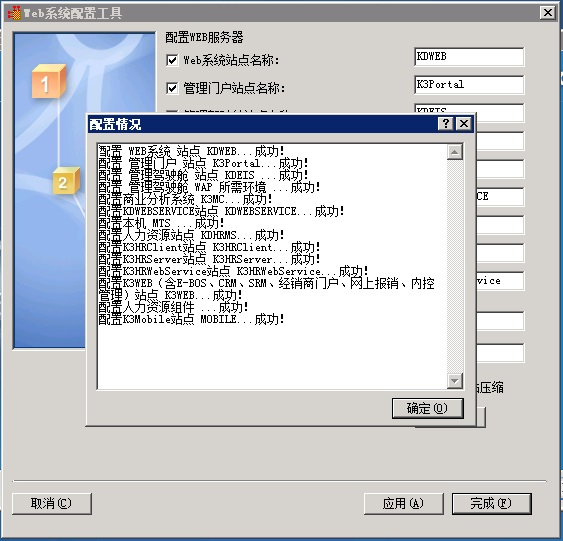 Web系统配置工具
配置WEB服务器
Web系统站点名称:
KDWEB
管理门户站点名称:
K3Portal
KDEIS
1
2
配置情况
配置 WEB系统 站点 KDWEB...成功!
配置 管理门户 站点 K3Portal...成功!
配置 管理驾驶舱 站点 KDEIS ...成功!
配置 管理驾驶舱 WAP 所需环境 ...成功!
配置商业分析系统 K3MC...成功!
配置KDWEBSERVICE站点 KDWEBSERVICE...成功!
配置本机 MTS ...成功!
配置人力资源站点 KDHRMS...成功!
配置K3HRClient站点 K3HRClient...成功!
配置K3HRServer站点 K3HRServer...成功!
配置K3HRWebService站点 K3HRWebService...成功!
配置K3WEB（含E-BOS、CRM、SRM、经销商门户、网上报销、内控
管理）站点 K3WEB...成功!
配置人力资源组件 ...成功!
配置K3Mobile站点 MOBILE...成功!
CE
vice
压缩
确定(O)
取消(C)
应用(A)
完成(F)